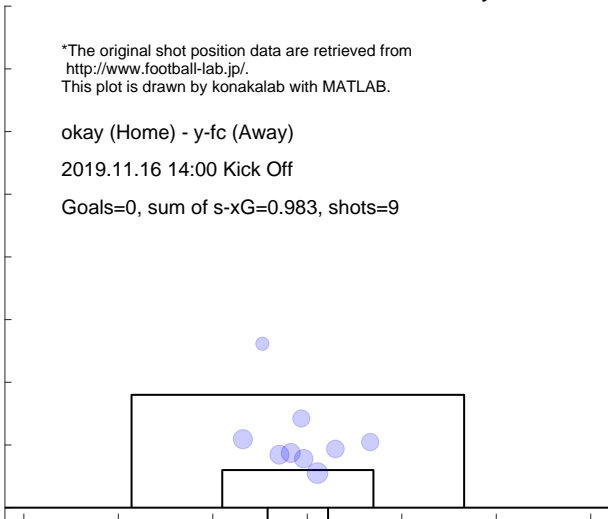 *The original shot position data are retrieved from
http://www.football-lab.jp/.
This plot is drawn by konakalab with MATLAB.
okay (Home) - y-fc (Away)
2019.11.16 14:00 Kick Off
Goals=0, sum of s-xG=0.983, shots=9